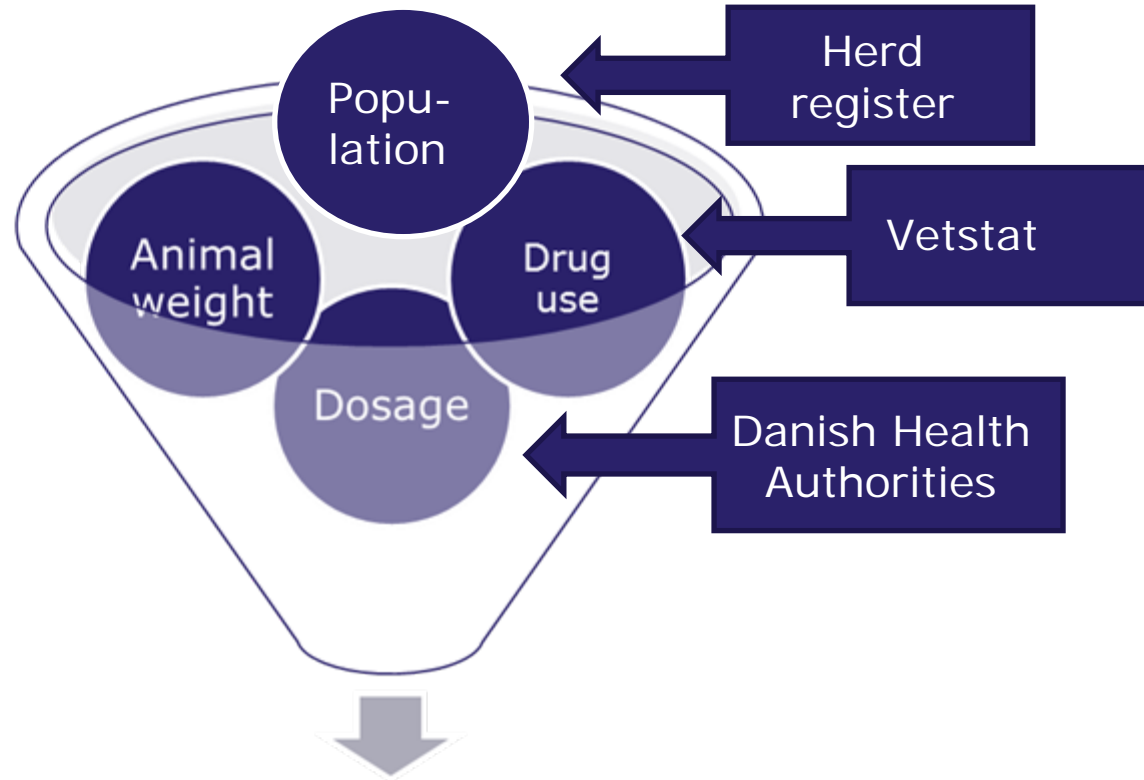 Popu-
lation
Herd
register
Animal
weight
Drug
use
Vetstat
Dosage
Danish Health
Authorities